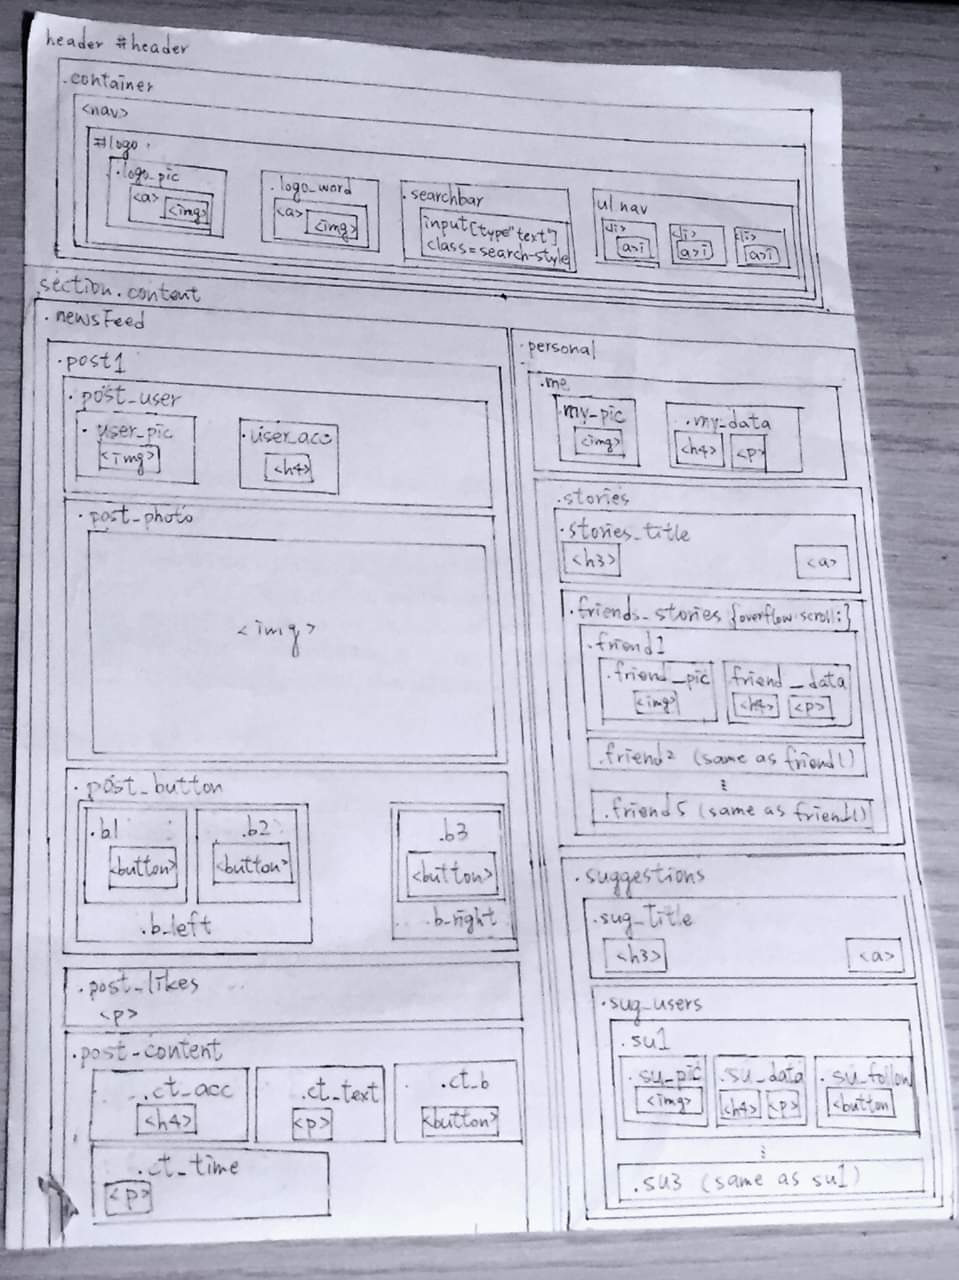 header #header
.container
<nav>
#logo
.logo_pic
<a>
<img>
.logo_word
<a>
<img>
.searchbar
input[type="text"]
class=search-style
ul nav
<li>
a>i
<li>
a>i
<li>
a>i
section.content
.newsFeed
.post1
.post_user
.user_pic
<img>
.user_acc
<h4>
.post_photo
<img>
.post_button
.b1
<button>
.b2
<button>
.b_left
.b3
<button>
.b_right
.post_likes
<p>
.post-content
.ct_acc
<h4>
.ct_text
<p>
.ct_b
<button>
.ct_time
<p>
.personal
.me
.my_pic
<img>
.my_data
<h4> <p>
.stories
.stories_title
<h3> <a>
.friends_stories {overflow:scroll;}
.friend1
.friend_pic
<img>
friend_data
<h4> <p>
.friend2 (same as friend1)
.friend5 (same as friend1)
.suggestions
.sug_title
<h3> <a>
.sug_users
.su1
.su_pic
<img>
.su_data
<h4> <p>
.su_follow
<button
.su3 (same as su1)